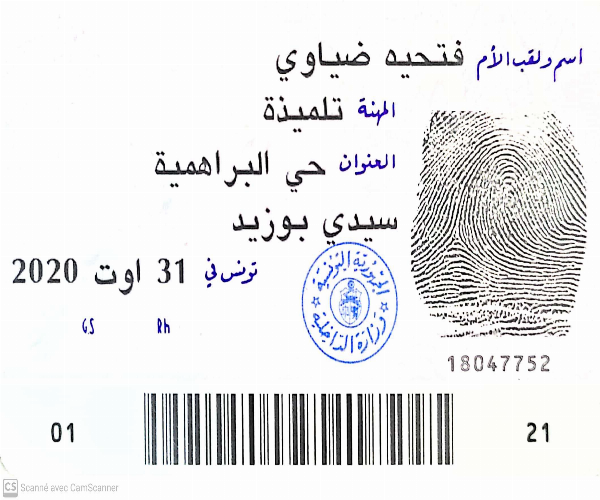 اسم ولقب الأم فتحيه ضياوي
المهنة تلميذة
العنوان حي البراهمية
سيدي بوزيد
تونس في 31 اوت 2020
GS Rh
الجمهورية التونسية
وزارة الداخلية
18047752
01 21
CS Scanné avec CamScanner